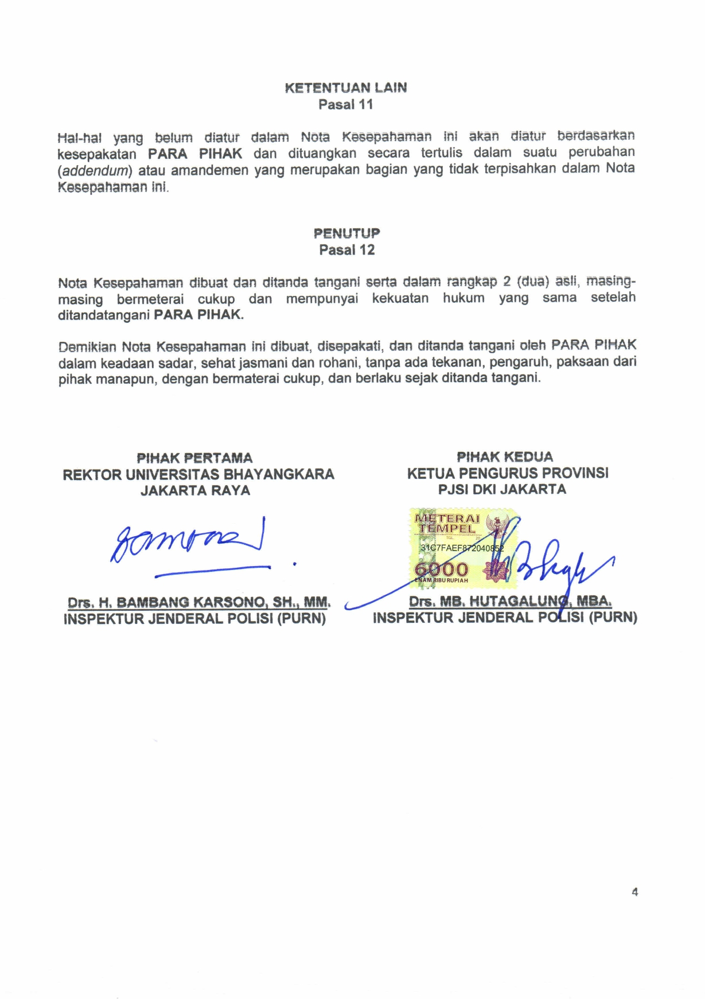 KETENTUAN LAIN
Pasal 11
Hal-hal yang belum diatur dalam Nota Kesepahaman ini akan diatur berdasarkan
kesepakatan PARA PIHAK dan dituangkan secara tertulis dalam suatu perubahan
(addendum) atau amandemen yang merupakan bagian yang tidak terpisahkan dalam Nota
Kesepahaman ini.
PENUTUP
Pasal 12
Nota Kesepahaman dibuat dan ditanda tangani serta dalam rangkap 2 (dua) asli, masing-
masing bermeterai cukup dan mempunyai kekuatan hukum yang sama setelah
ditandatangani PARA PIHAK.
Demikian Nota Kesepahaman ini dibuat, disepakati, dan ditanda tangani oleh PARA PIHAK
dalam keadaan sadar, sehat jasmani dan rohani, tanpa ada tekanan, pengaruh, paksaan dari
pihak manapun, dengan bermaterai cukup, dan berlaku sejak ditanda tangani.
PIHAK PERTAMA
REKTOR UNIVERSITAS BHAYANGKARA
JAKARTA RAYA
Drs. H. BAMBANG KARSONO, SH., MM.
INSPEKTUR JENDERAL POLISI (PURN)
PIHAK KEDUA
KETUA PENGURUS PROVINSI
PJSI DKI JAKARTA
METERAI
TEMPEL
TGL. 20
31C7FAEF872040852
6000
ENAM RIBU RUPIAH
Drs. MB. HUTAGALUNG, MBA.
INSPEKTUR JENDERAL POLISI (PURN)
4